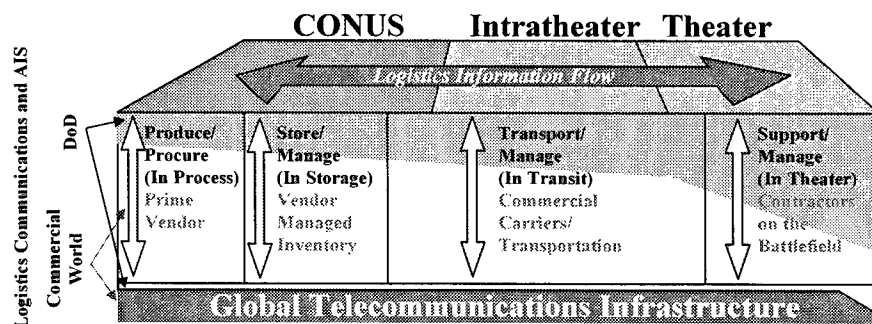 CONUS Intratheater Theater
Logistics Information Flow
Logistics Communications and AIS
DoD
Commercial
World
Produce/
Procure
(In Process)
Prime
Vendor
Store/
Manage
(In Storage)
Vendor
Managed
Inventory
Transport/
Manage
(In Transit)
Commercial
Carriers/
Transportation
Support/
Manage
(In Theater)
Contractors
on the
Battlefield
Global Telecommunications Infrastructure